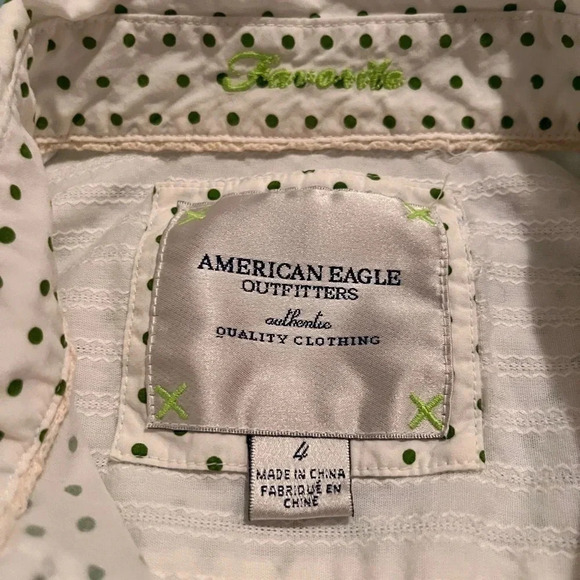 Favorite
AMERICAN EAGLE
OUTFITTERS
authentic
QUALITY CLOTHING
4
MADE IN CHINA
FABRIQUÉ EN
CHINE